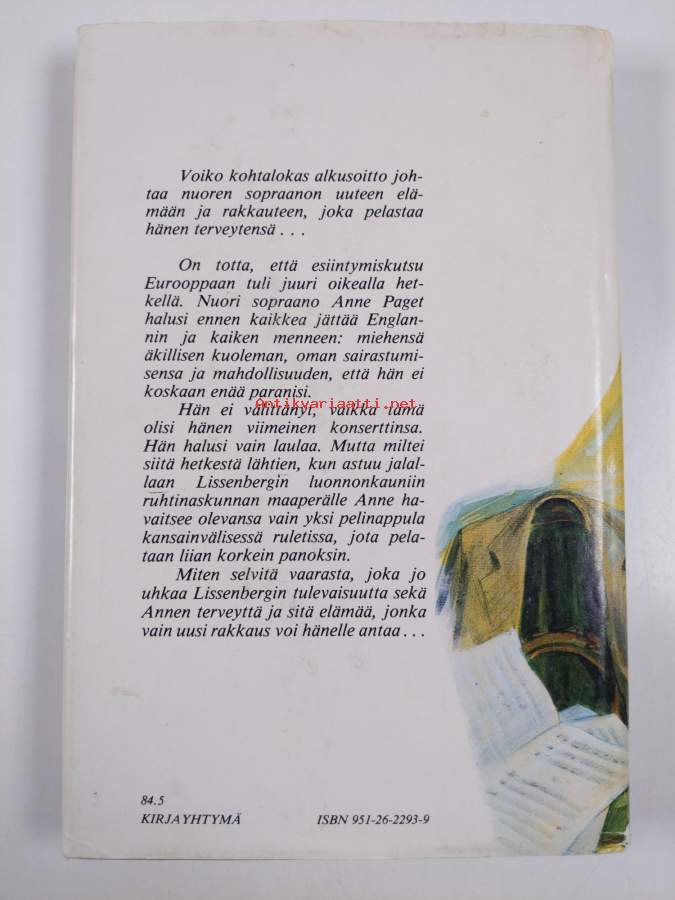 Voiko kohtalokas alkusoitto joh-
taa nuoren sopraanon uuteen elä-
mään ja rakkauteen, joka pelastaa
hänen terveytensä . . .
On totta, että esiintymiskutsu
Eurooppaan tuli juuri oikealla het-
kellä. Nuori sopraano Anne Paget
halusi ennen kaikkea jättää Englan-
nin ja kaiken menneen: miehensä
äkillisen kuoleman, oman sairastumi-
sensa ja mahdollisuuden, että hän ei
koskaan enää paranisi.
Antikvariaatti.net
Hän ei välittänyt, vaikka tämä
olisi hänen viimeinen konserttinsa.
Hän halusi vain laulaa. Mutta miltei
siitä hetkestä lähtien, kun astuu jalal-
laan Lissenbergin luonnonkauniin
ruhtinaskunnan maaperälle Anne ha-
vaitsee olevansa vain yksi pelinappula
kansainvälisessä ruletissa, jota pela-
taan liian korkein panoksin.
Miten selvitä vaarasta, joka jo
uhkaa Lissenbergin tulevaisuutta sekä
Annen terveyttä ja sitä elämää, jonka
vain uusi rakkaus voi hänelle antaa . . .
84.5
KIRJAYHTYMÄ ISBN 951-26-2293-9